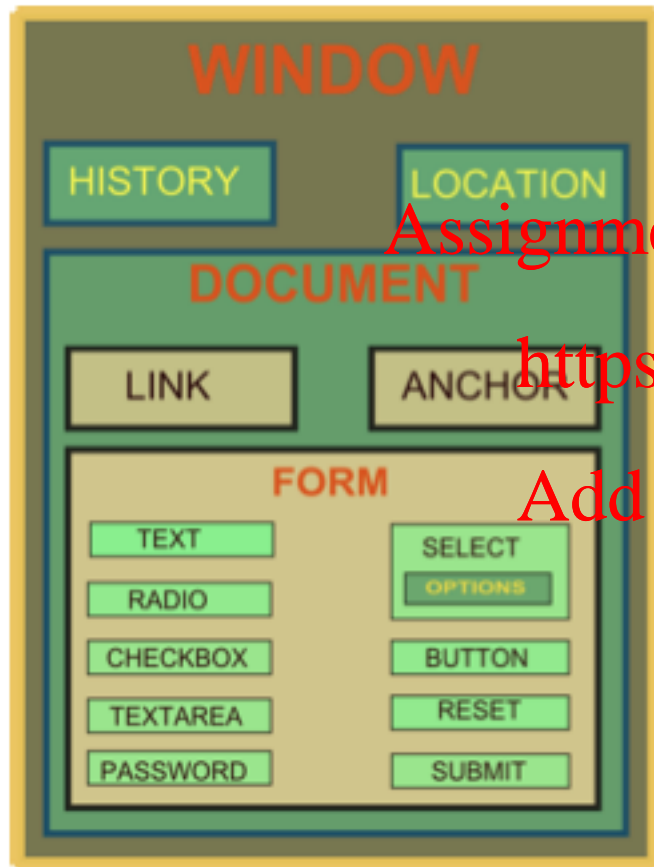 WINDOW
HISTORY
LOCATION
DOCUMENT
LINK
ANCHOR
FORM
TEXT
RADIO
CHECKBOX
TEXTAREA
PASSWORD
SELECT
OPTIONS
BUTTON
RESET
SUBMIT
https
Add